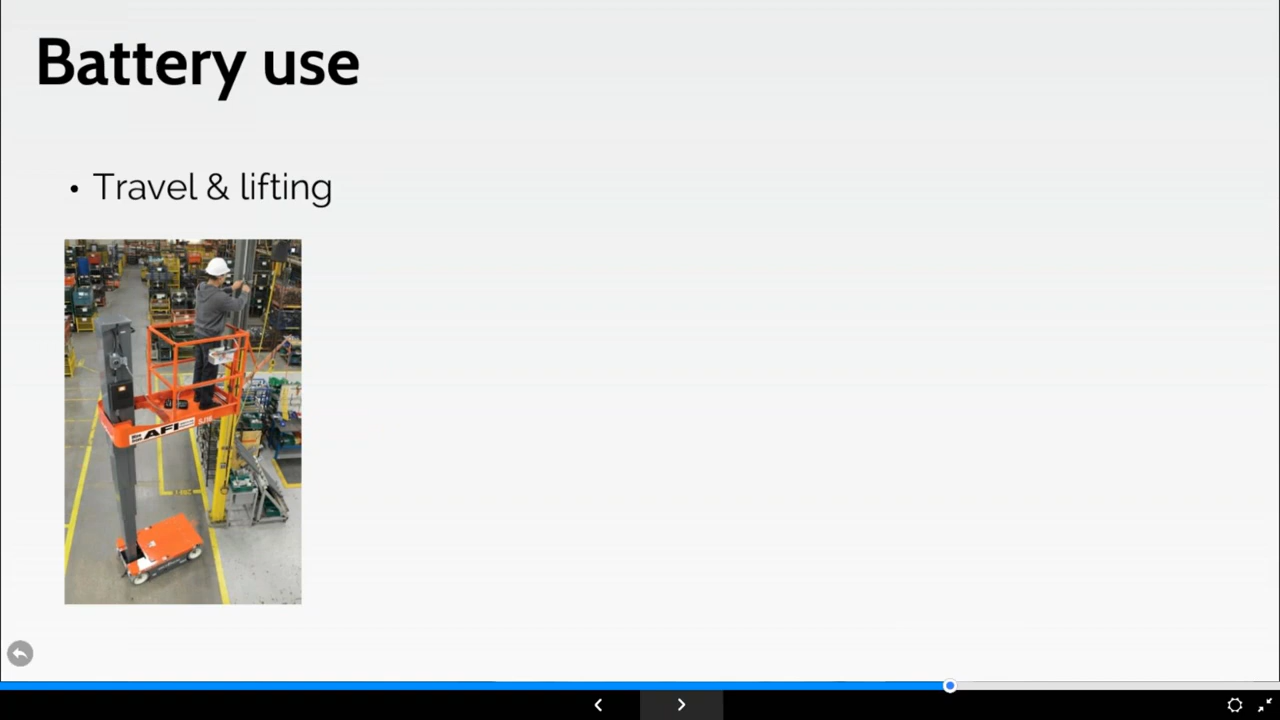 Battery use
• Travel & lifting
AFI